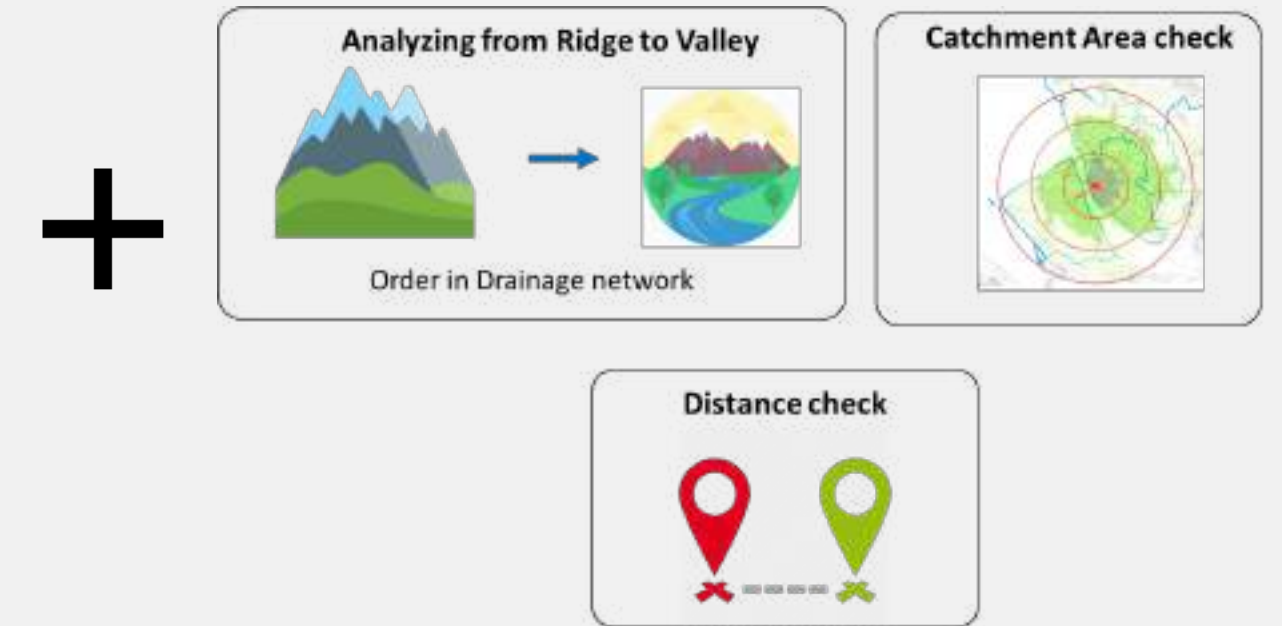 Analyzing from Ridge to Valley
Catchment Area check
Order in Drainage network
Distance check